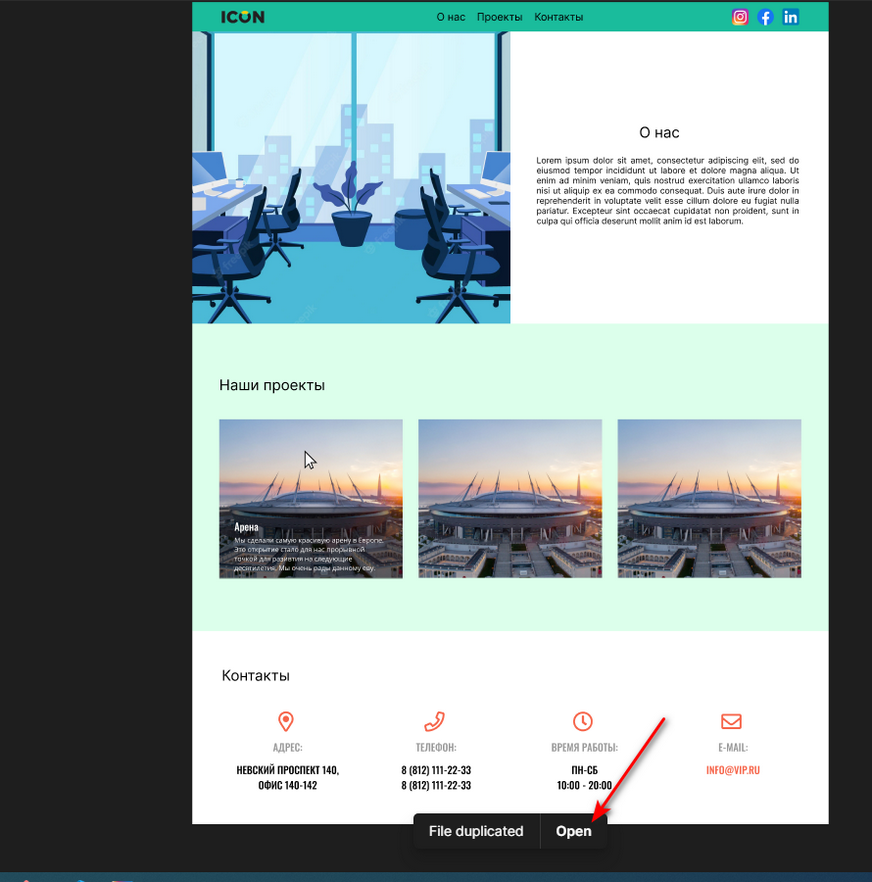 ICON
О нас Проекты Контакты
О нас
Lorem ipsum dolor sit amet, consectetur adipiscing elit, sed do
eiusmod tempor incididunt ut labore et dolore magna aliqua. Ut
enim ad minim veniam, quis nostrud exercitation ullamco laboris
nisi ut aliquip ex ea commodo consequat. Duis aute irure dolor in
reprehenderit in voluptate velit esse cillum dolore eu fugiat nulla
pariatur. Excepteur sint occaecat cupidatat non proident, sunt in
culpa qui officia deserunt mollit anim id est laborum.
Наши проекты
Арена
Мы сделали самую красивую арену в Европе.
Это открытие стало для нас прорывной
точкой для развития на следующие
десятилетия. Мы очень рады данному
Контакты
АДРЕС:
НЕВСКИЙ ПРОСПЕКТ 140,
ОФИС 140-142
ТЕЛЕФОН:
8 (812) 111-22-33
8 (812) 111-22-33
ВРЕМЯ РАБОТЫ:
ПН-СБ
10:00 - 20:00
E-MAIL:
INFO@VIP.RU
File duplicated Open